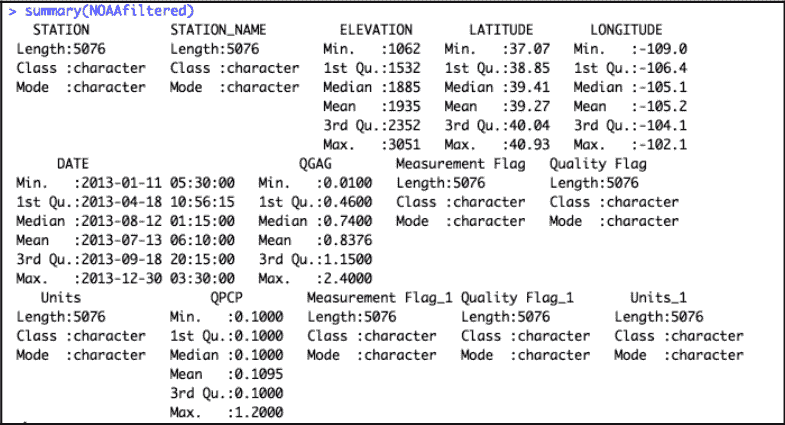 > summary(NOAAfiltered)
STATION STATION_NAME ELEVATION LATITUDE LONGITUDE
Length:5076 Length:5076 Min. :1062 Min. :37.07 Min. :-109.0
Class :character Class :character 1st Qu.:1532 1st Qu.:38.85 1st Qu.:-106.4
Mode :character Mode :character Median :1885 Median :39.41 Median :-105.1
Mean :1935 Mean :39.27 Mean :-105.2
3rd Qu.:2352 3rd Qu.:40.04 3rd Qu.:-104.1
Max. :3051 Max. :40.93 Max. :-102.1
DATE QGAG Measurement Flag Quality Flag
Min. :2013-01-11 05:30:00 Min. :0.0100 Length:5076 Length:5076
1st Qu.:2013-04-18 10:56:15 1st Qu.:0.4600 Class :character Class :character
Median :2013-08-12 01:15:00 Median :0.7400 Mode :character Mode :character
Mean :2013-07-13 06:10:00 Mean :0.8376
3rd Qu.:2013-09-18 20:15:00 3rd Qu.:1.1500
Max. :2013-12-30 03:30:00 Max. :2.4000
Units QPCP Measurement Flag_1 Quality Flag_1 Units_1
Length:5076 Min. :0.1000 Length:5076 Length:5076 Length:5076
Class :character 1st Qu.:0.1000 Class :character Class :character Class :character
Mode :character Median :0.1000 Mode :character Mode :character Mode :character
Mean :0.1095
3rd Qu.:0.1000
Max. :1.2000